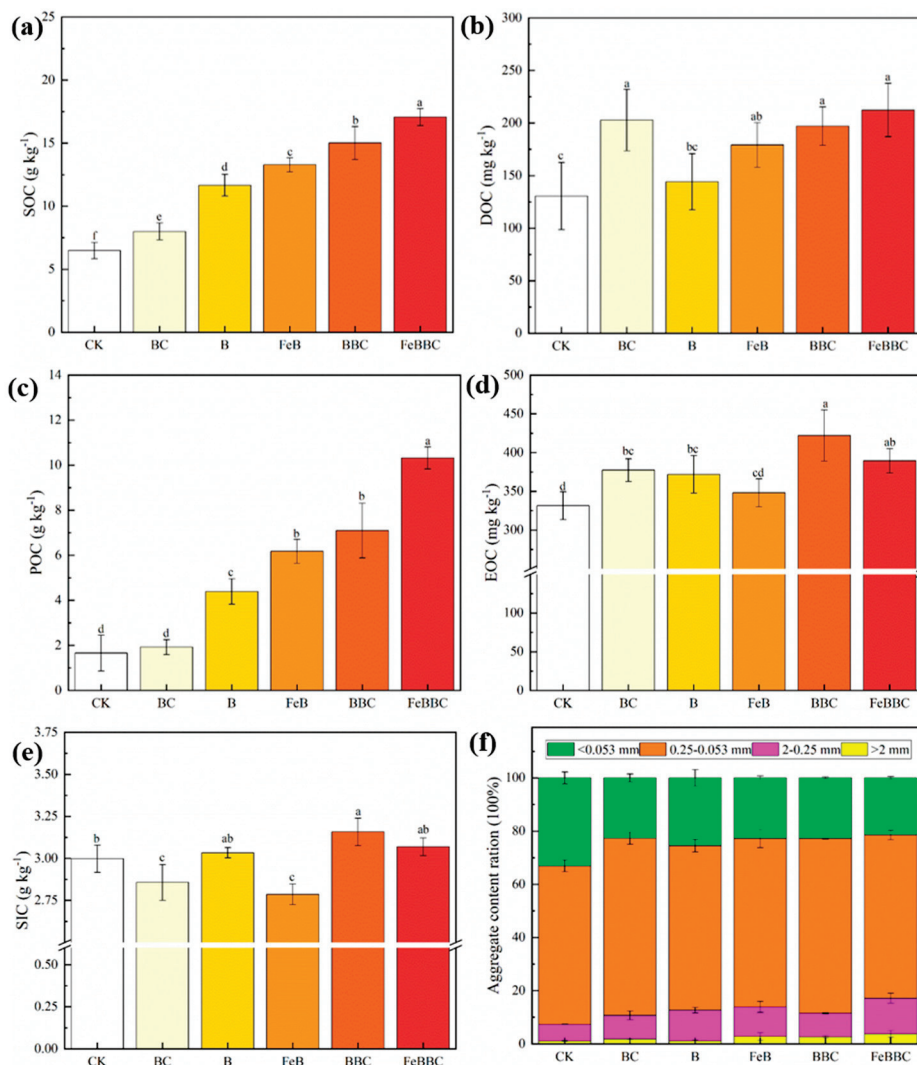 (a)
25
20
15
10
5
0
SOC (g kg⁻¹)
f
e
d
c
b
a
CK BC B FeB BBC FeBBC
(b)
300
250
200
150
100
50
0
DOC (mg kg⁻¹)
c
a
bc
ab
a
a
CK BC B FeB BBC FeBBC
(c)
14
12
10
8
6
4
2
0
POC (g kg⁻¹)
d
d
c
b
b
a
CK BC B FeB BBC FeBBC
(d)
500
450
400
350
300
100
50
0
EOC (mg kg⁻¹)
d
bc
bc
cd
a
ab
CK BC B FeB BBC FeBBC
(e)
3.75
3.50
3.25
3.00
2.75
0.50
0.25
0.00
SIC (g kg⁻¹)
b
c
ab
c
a
ab
CK BC B FeB BBC FeBBC
(f)
<0.053 mm 0.25-0.053 mm 2-0.25 mm >2 mm
100
80
60
40
20
0
Aggregate content ration (100%)
CK BC B FeB BBC FeBBC